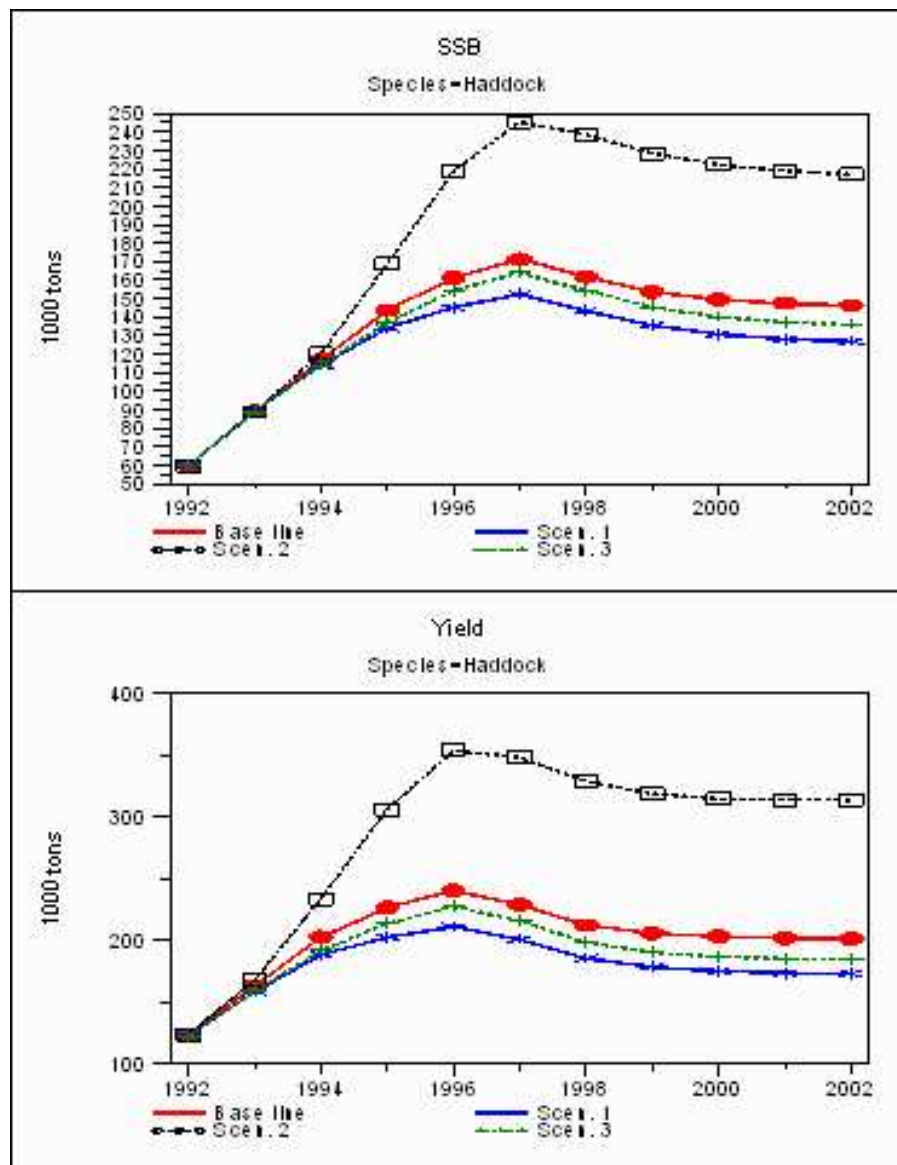 SSB
Species=Haddock
250
240
230
220
210
200
190
180
170
160
150
140
130
120
110
100
90
80
70
60
50
1000 tons
1992 1994 1996 1998 2000 2002
Base line Scen.1
Scen.2 Scen.3
Yield
Species=Haddock
400
300
200
100
1000 tons
1992 1994 1996 1998 2000 2002
Base line Scen.1
Scen.2 Scen.3